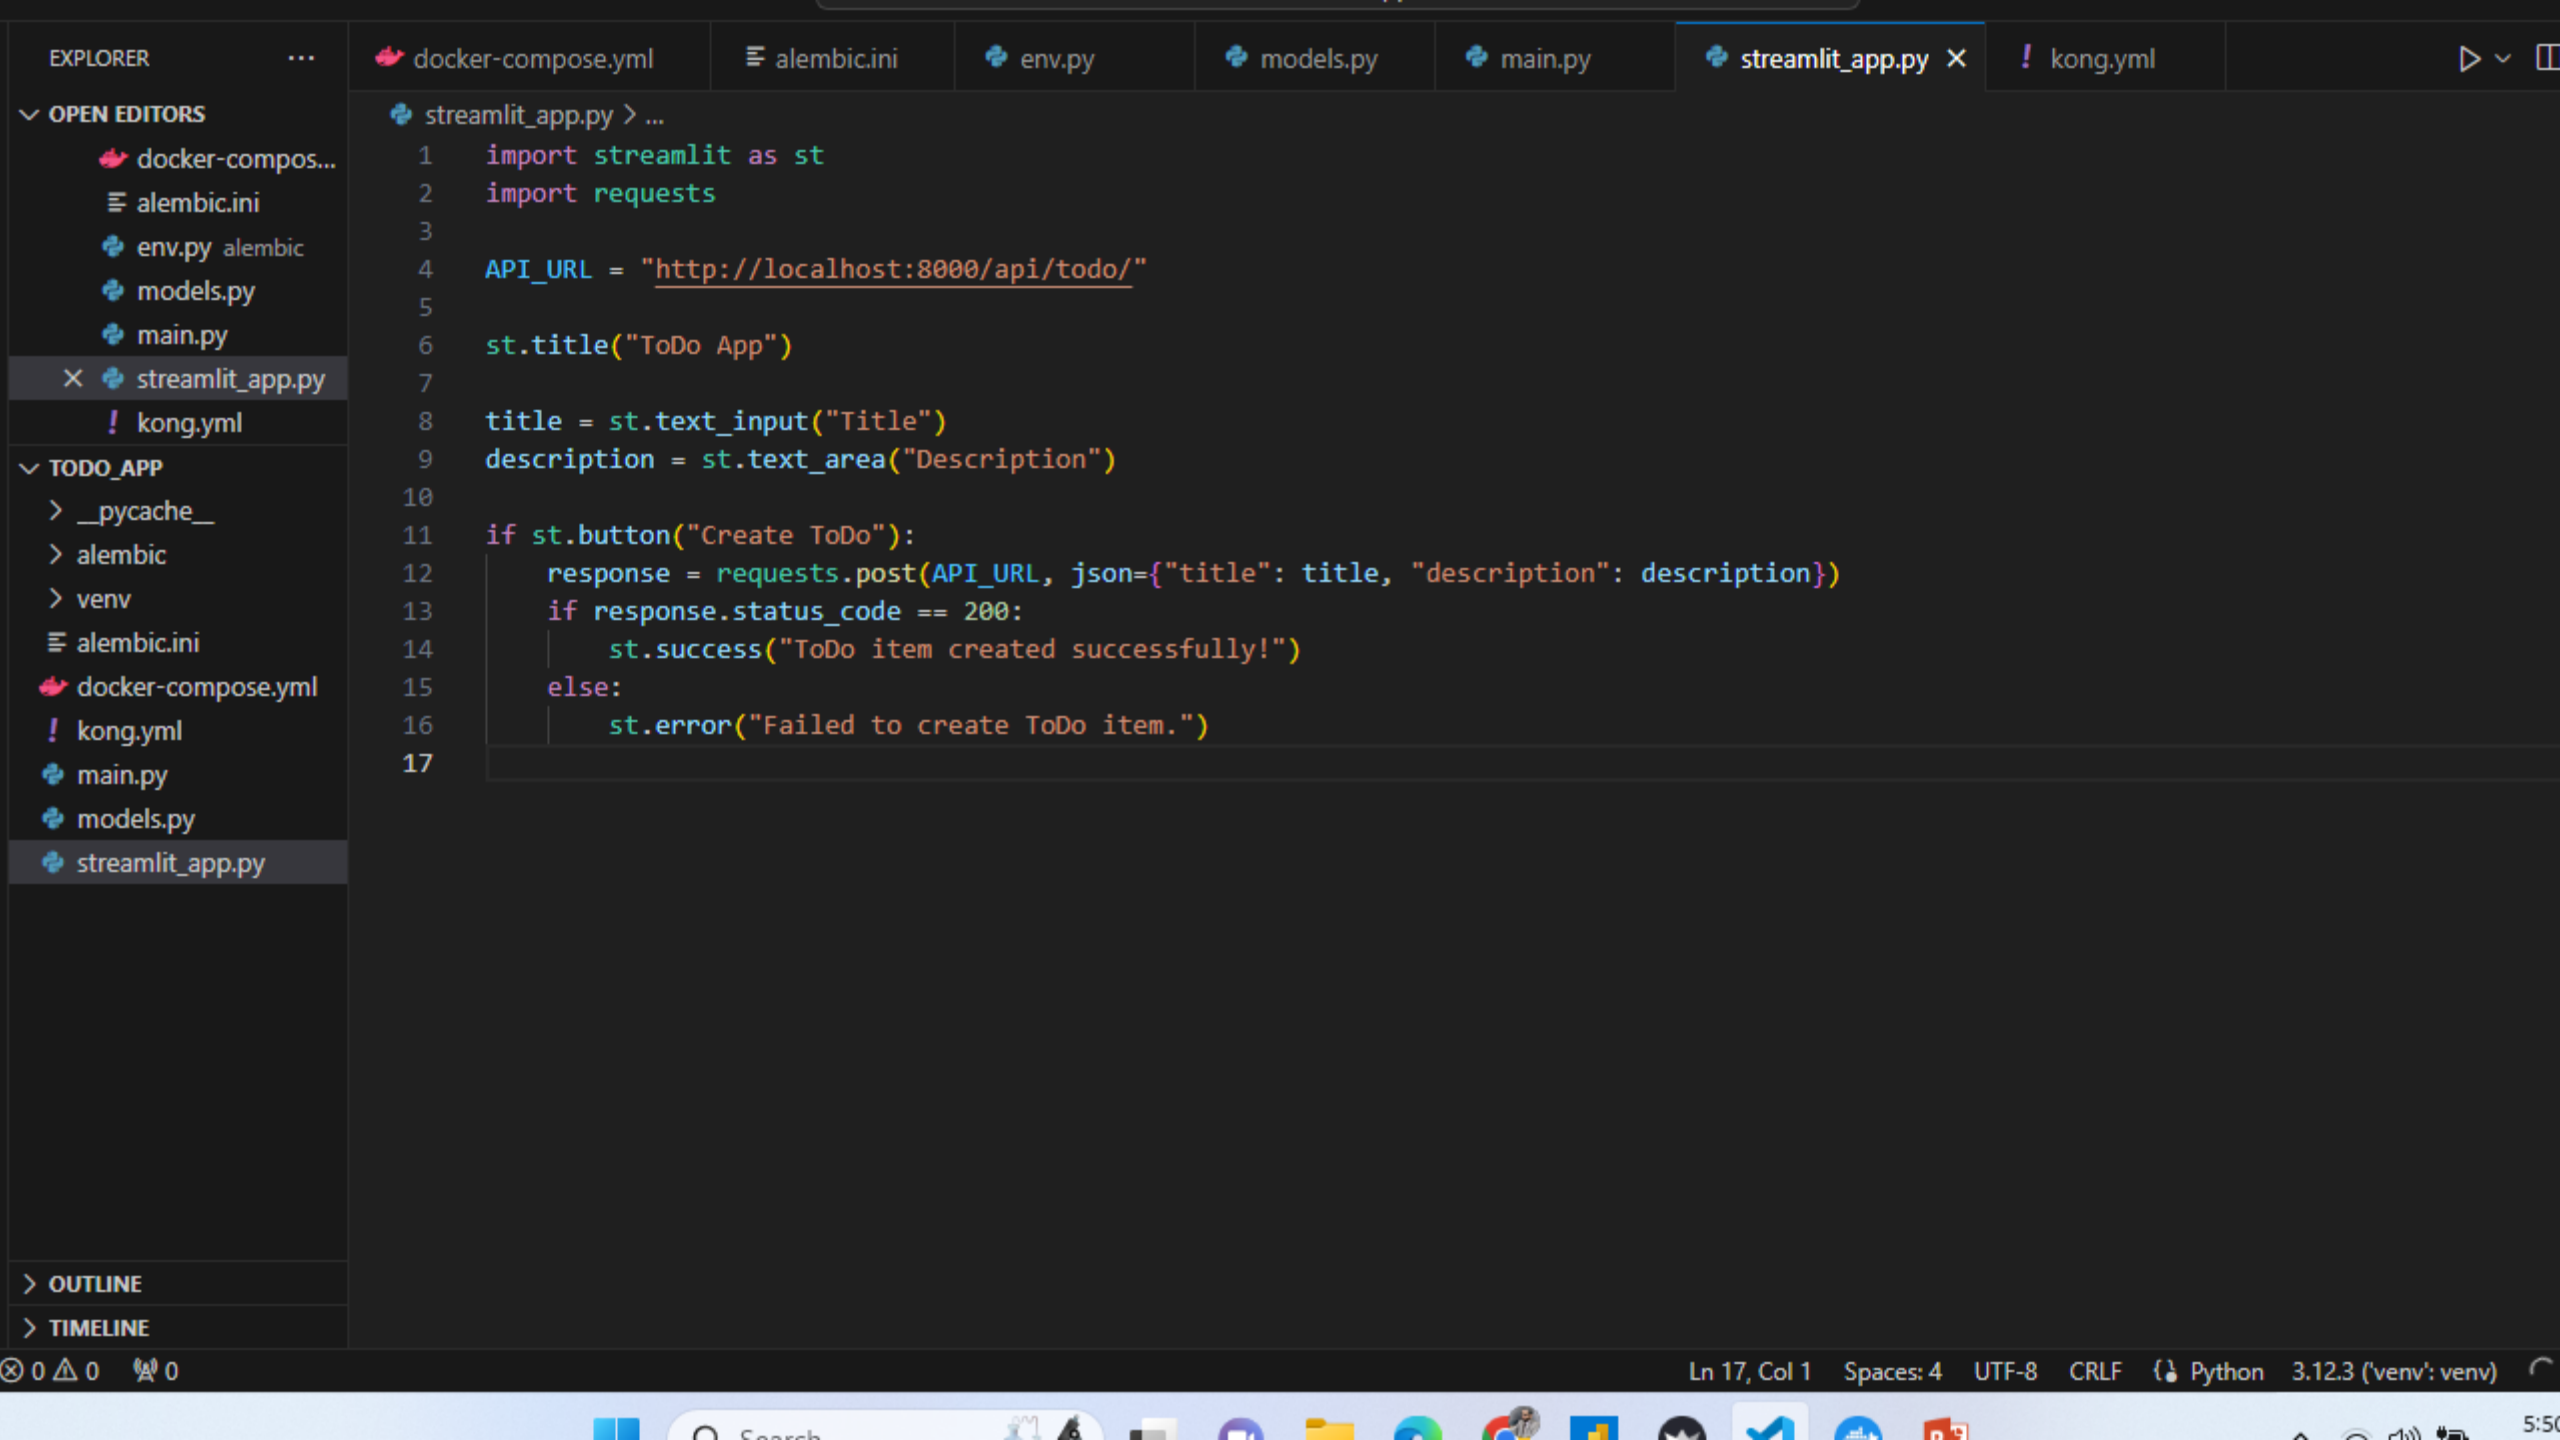 EXPLORER ...
docker-compose.yml alembic.ini env.py models.py main.py streamlit_app.py kong.yml
OPEN EDITORS
docker-compos...
alembic.ini
env.py alembic
models.py
main.py
streamlit_app.py
kong.yml
TODO_APP
__pycache__
alembic
venv
alembic.ini
docker-compose.yml
kong.yml
main.py
models.py
streamlit_app.py
OUTLINE
TIMELINE
streamlit_app.py > ...
1 import streamlit as st
2 import requests
3
4 API_URL = "http://localhost:8000/api/todo/"
5
6 st.title("ToDo App")
7
8 title = st.text_input("Title")
9 description = st.text_area("Description")
10
11 if st.button("Create ToDo"):
12     response = requests.post(API_URL, json={"title": title, "description": description})
13     if response.status_code == 200:
14         st.success("ToDo item created successfully!")
15     else:
16         st.error("Failed to create ToDo item.")
17
0 0 0 Ln 17, Col 1 Spaces: 4 UTF-8 CRLF Python 3.12.3 ('venv': venv)
Search